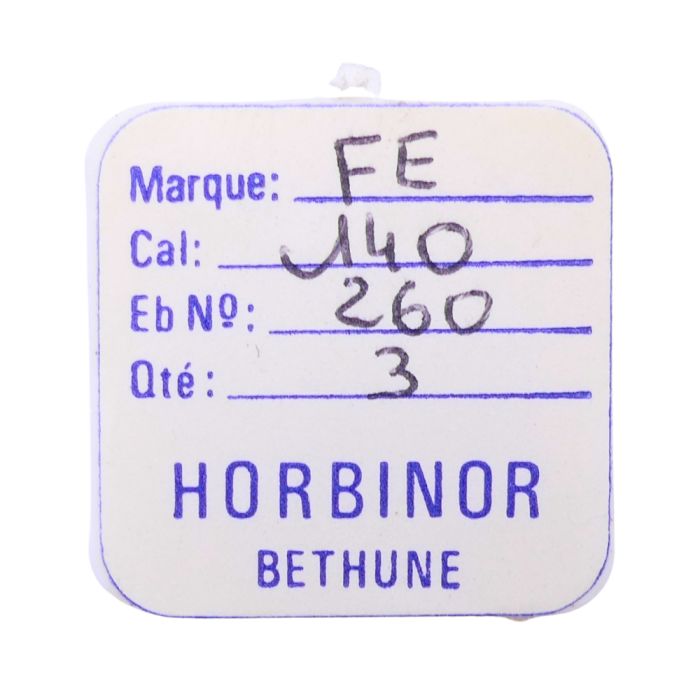 Marque: FE
Cal: 140
Eb Nº: 260
Qté: 3
HORBINOR
BETHUNE